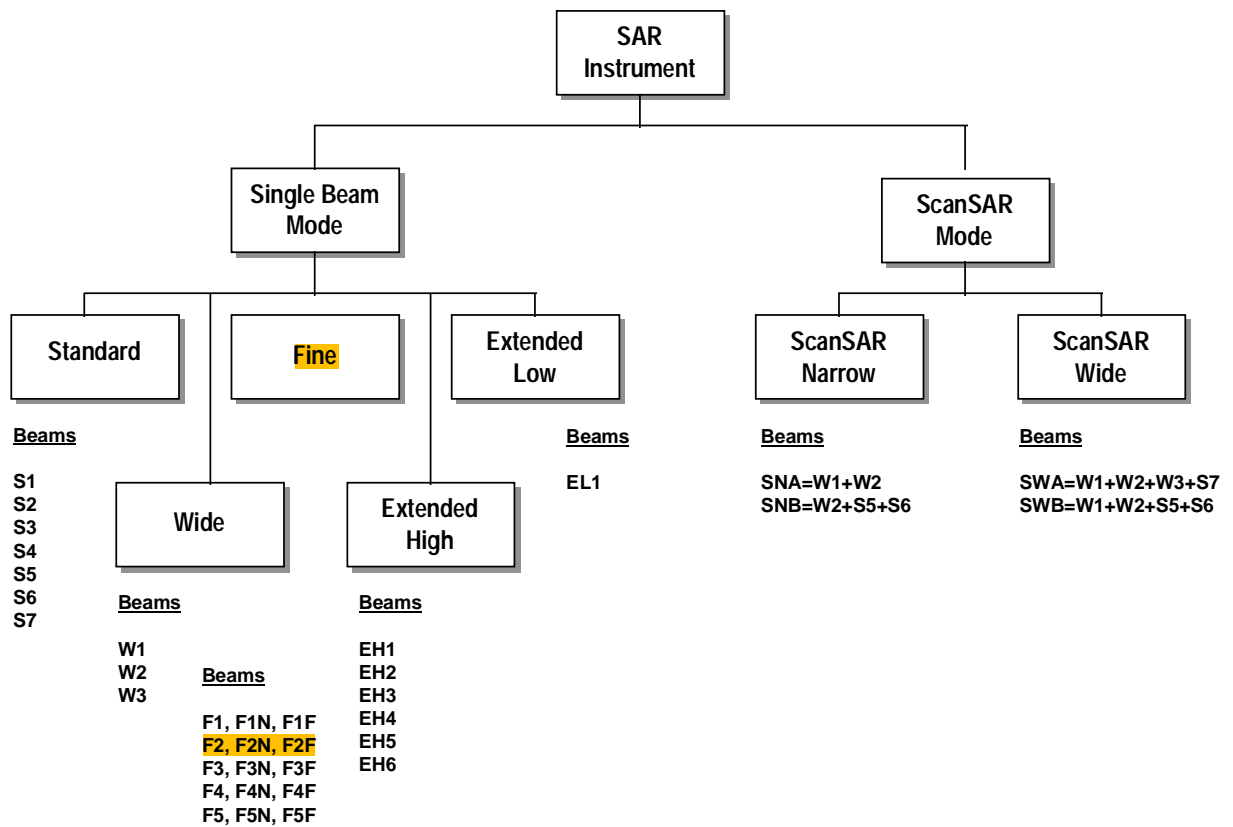 SAR
Instrument
Single Beam
Mode
ScanSAR
Mode
Standard
Fine
Extended
Low
ScanSAR
Narrow
ScanSAR
Wide
Beams
S1
S2
S3
S4
S5
S6
S7
Wide
Beams
W1
W2
W3
Beams
F1, F1N, F1F
F2, F2N, F2F
F3, F3N, F3F
F4, F4N, F4F
F5, F5N, F5F
Extended
High
Beams
EH1
EH2
EH3
EH4
EH5
EH6
Beams
EL1
Beams
SNA=W1+W2
SNB=W2+S5+S6
Beams
SWA=W1+W2+W3+S7
SWB=W1+W2+S5+S6